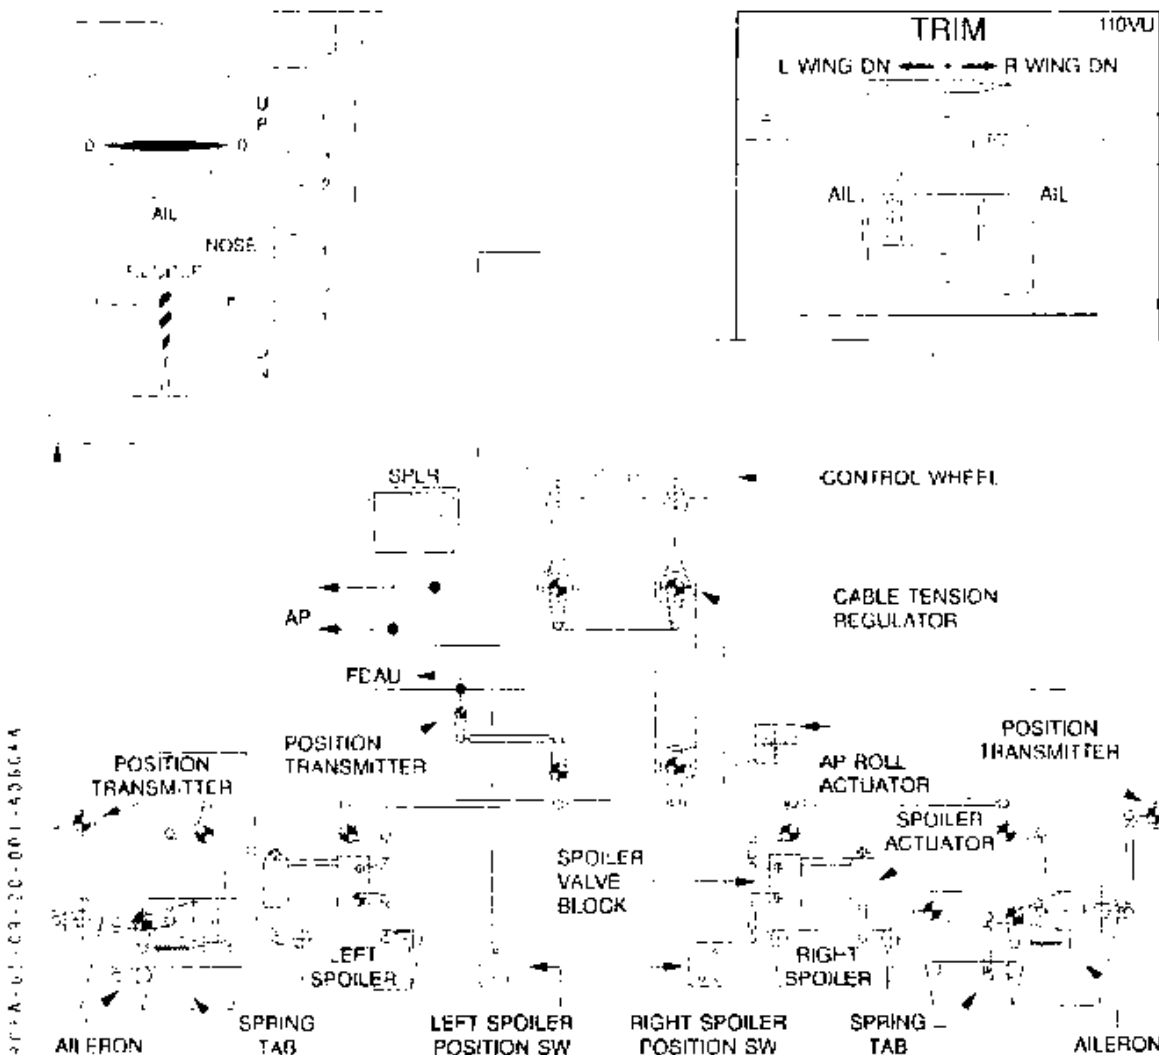 TRIM
110VU
L WING DN
R WING DN
AIL
AIL
U
P
AIL
NOSE
SPLR
CONTROL WHEEL
AP
CABLE TENSION
REGULATOR
FDAU
POSITION
TRANSMITTER
POSITION
TRANSMITTER
POSITION
TRANSMITTER
AP ROLL
ACTUATOR
SPOILER
ACTUATOR
SPOILER
VALVE
BLOCK
LEFT
SPOILER
RIGHT
SPOILER
AILERON
SPRING
TAB
LEFT SPOILER
POSITION SW
RIGHT SPOILER
POSITION SW
SPRING
TAB
AILERON